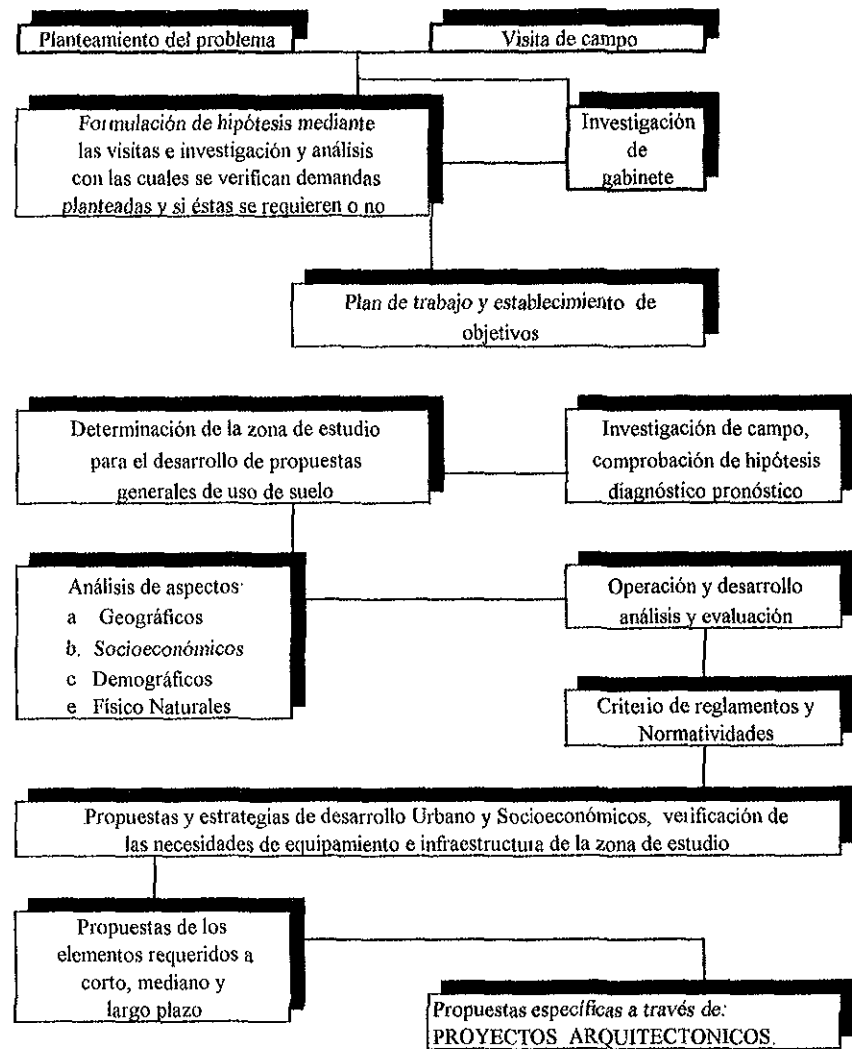 Planteamiento del problema
Visita de campo
Formulación de hipótesis mediante
las visitas e investigación y análisis
con las cuales se verifican demandas
planteadas y si éstas se requieren o no
Investigación
de
gabinete
Plan de trabajo y establecimiento de
objetivos
Determinación de la zona de estudio
para el desarrollo de propuestas
generales de uso de suelo
Investigación de campo,
comprobación de hipótesis
diagnóstico pronóstico
Análisis de aspectos:
a Geográficos
b. Socioeconómicos
c Demográficos
e Físico Naturales
Operación y desarrollo
análisis y evaluación
Criterio de reglamentos y
Normatividades
Propuestas y estrategias de desarrollo Urbano y Socioeconómicos, verificación de
las necesidades de equipamiento e infraestructura de la zona de estudio
Propuestas de los
elementos requeridos a
corto, mediano y
largo plazo
Propuestas específicas a través de:
PROYECTOS ARQUITECTONICOS.